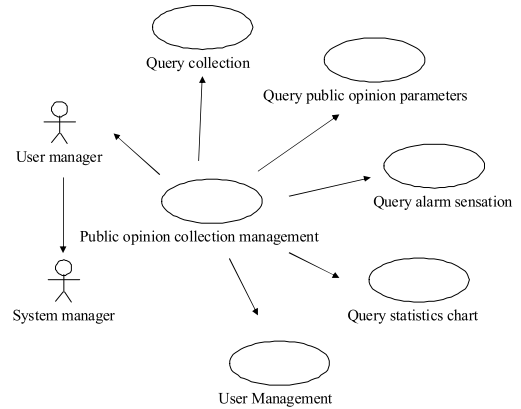 Query collection
Query public opinion parameters
User manager
Query alarm sensation
Public opinion collection management
System manager
Query statistics chart
User Management